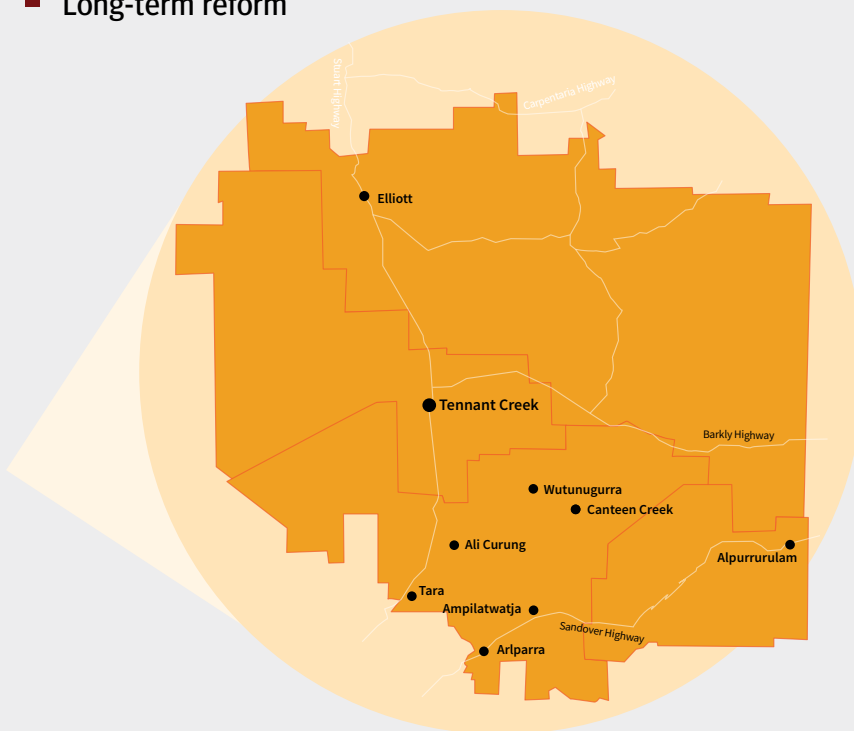 Long-term reform
Stuart Highway
Carpentaria Highway
Elliott
Tennant Creek
Barkly Highway
Wutunugurra
Canteen Creek
Ali Curung
Alpurrurulam
Tara
Ampilatwatja
Sandover Highway
Arlparra